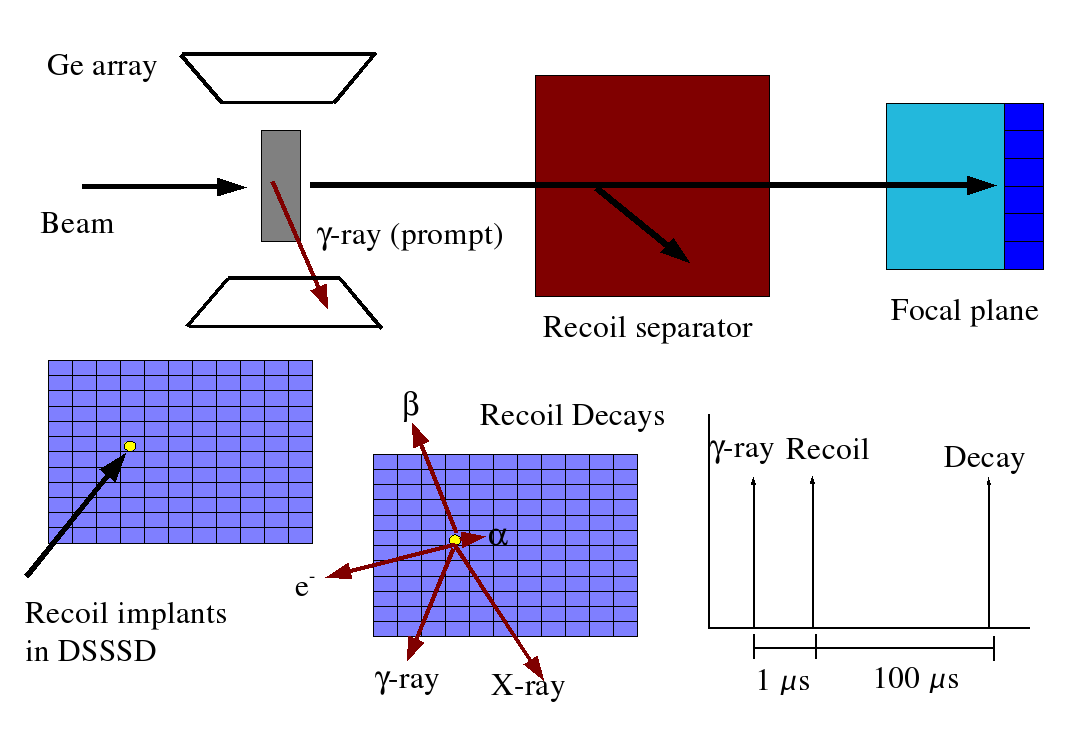 Ge array
Beam
γ-ray (prompt)
Recoil separator
Focal plane
Recoil implants
in DSSSD
Recoil Decays
β
α
e-
γ-ray
X-ray
γ-ray Recoil Decay
1 μs
100 μs